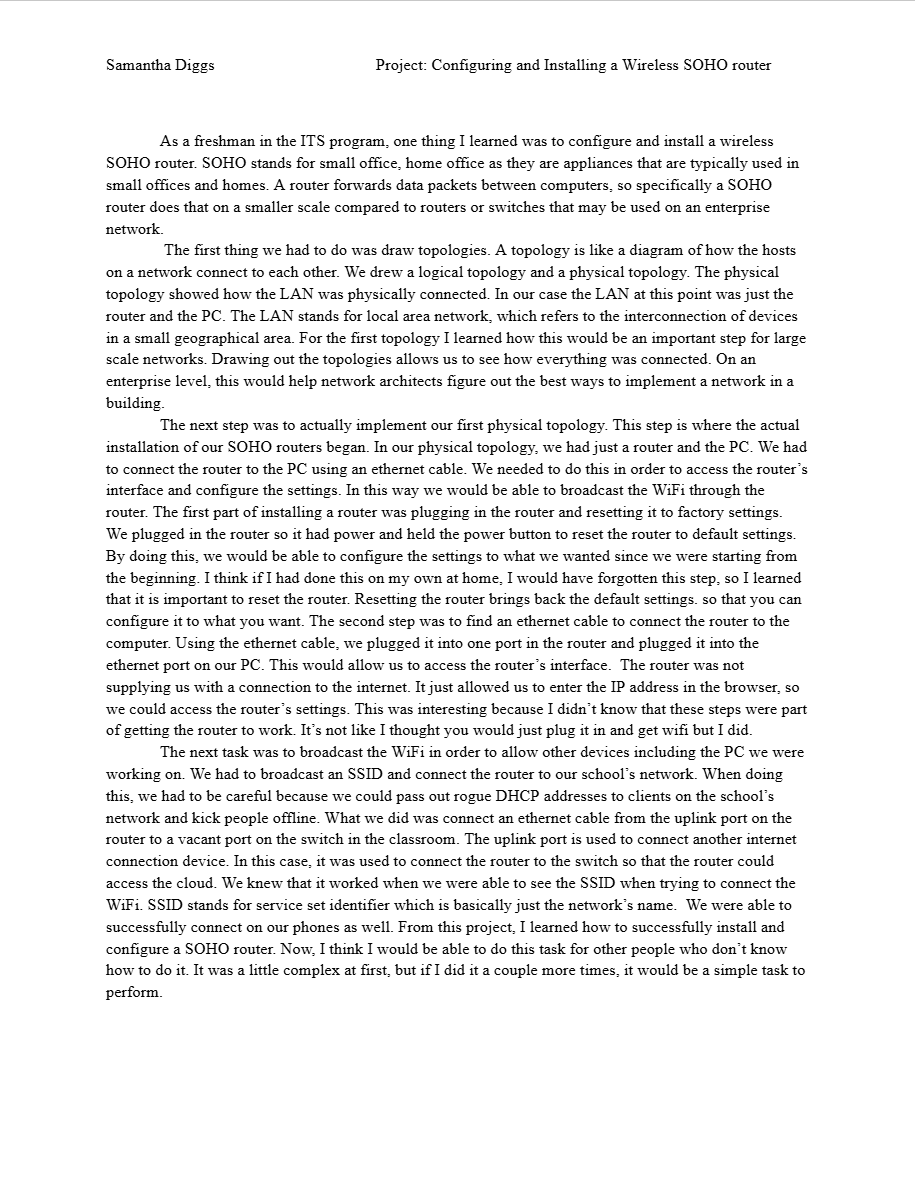 Samantha Diggs Project: Configuring and Installing a Wireless SOHO router
As a freshman in the ITS program, one thing I learned was to configure and install a wireless
SOHO router. SOHO stands for small office, home office as they are appliances that are typically used in
small offices and homes. A router forwards data packets between computers, so specifically a SOHO
router does that on a smaller scale compared to routers or switches that may be used on an enterprise
network.
The first thing we had to do was draw topologies. A topology is like a diagram of how the hosts
on a network connect to each other. We drew a logical topology and a physical topology. The physical
topology showed how the LAN was physically connected. In our case the LAN at this point was just the
router and the PC. The LAN stands for local area network, which refers to the interconnection of devices
in a small geographical area. For the first topology I learned how this would be an important step for large
scale networks. Drawing out the topologies allows us to see how everything was connected. On an
enterprise level, this would help network architects figure out the best ways to implement a network in a
building.
The next step was to actually implement our first physical topology. This step is where the actual
installation of our SOHO routers began. In our physical topology, we had just a router and the PC. We had
to connect the router to the PC using an ethernet cable. We needed to do this in order to access the router’s
interface and configure the settings. In this way we would be able to broadcast the WiFi through the
router. The first part of installing a router was plugging in the router and resetting it to factory settings.
We plugged in the router so it had power and held the power button to reset the router to default settings.
By doing this, we would be able to configure the settings to what we wanted since we were starting from
the beginning. I think if I had done this on my own at home, I would have forgotten this step, so I learned
that it is important to reset the router. Resetting the router brings back the default settings. so that you can
configure it to what you want. The second step was to find an ethernet cable to connect the router to the
computer. Using the ethernet cable, we plugged it into one port in the router and plugged it into the
ethernet port on our PC. This would allow us to access the router’s interface.  The router was not
supplying us with a connection to the internet. It just allowed us to enter the IP address in the browser, so
we could access the router’s settings. This was interesting because I didn’t know that these steps were part
of getting the router to work. It’s not like I thought you would just plug it in and get wifi but I did.
The next task was to broadcast the WiFi in order to allow other devices including the PC we were
working on. We had to broadcast an SSID and connect the router to our school’s network. When doing
this, we had to be careful because we could pass out rogue DHCP addresses to clients on the school’s
network and kick people offline. What we did was connect an ethernet cable from the uplink port on the
router to a vacant port on the switch in the classroom. The uplink port is used to connect another internet
connection device. In this case, it was used to connect the router to the switch so that the router could
access the cloud. We knew that it worked when we were able to see the SSID when trying to connect the
WiFi. SSID stands for service set identifier which is basically just the network’s name.  We were able to
successfully connect on our phones as well. From this project, I learned how to successfully install and
configure a SOHO router. Now, I think I would be able to do this task for other people who don’t know
how to do it. It was a little complex at first, but if I did it a couple more times, it would be a simple task to
perform.